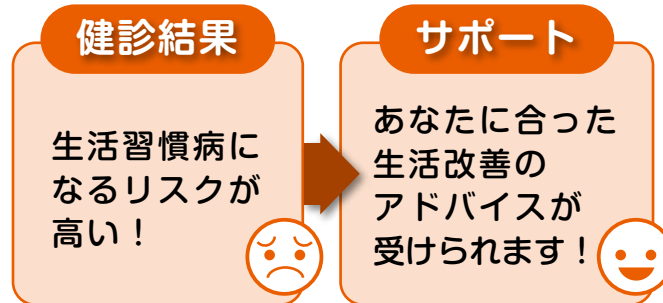 健診結果
生活習慣病に
なるリスクが
高い！
サポート
あなたに合った
生活改善の
アドバイスが
受けられます！